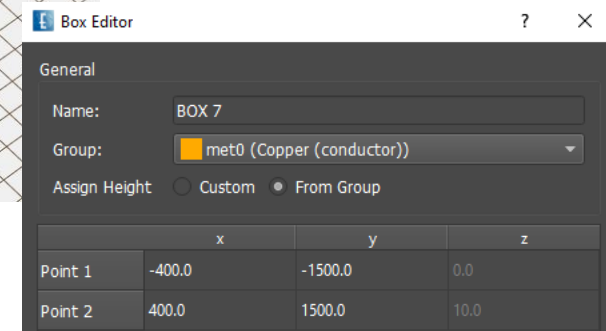 Box Editor ? ×
General
Name: BOX 7
Group: met0 (Copper (conductor))
Assign Height Custom From Group
x y z
Point 1 -400.0 -1500.0 0.0
Point 2 400.0 1500.0 10.0